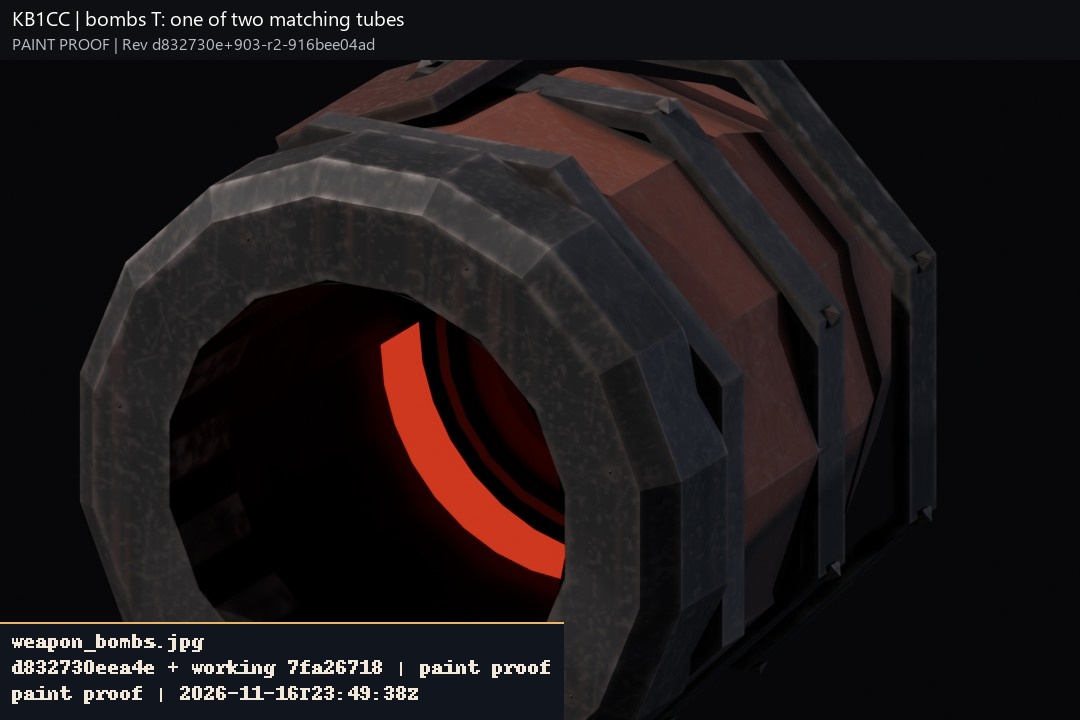 KB1CC | bombs T: one of two matching tubes
PAINT PROOF | Rev d832730e+903-r2-916bee04ad
weapon_bombs.jpg
d832730eea4e + working 7fa26718 | paint proof
paint proof | 2026-11-16T23:49:38Z